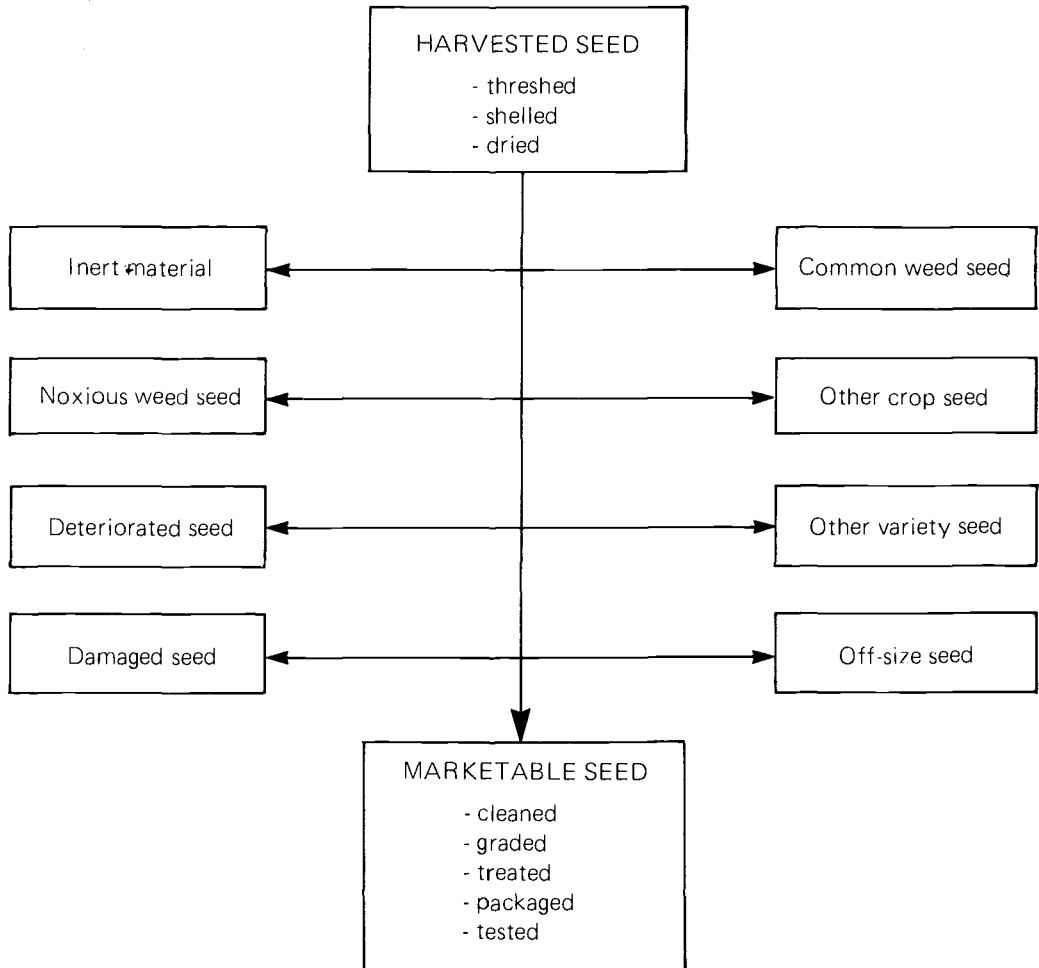 HARVESTED SEED
- threshed
- shelled
- dried
Inert material
Common weed seed
Noxious weed seed
Other crop seed
Deteriorated seed
Other variety seed
Damaged seed
Off-size seed
MARKETABLE SEED
- cleaned
- graded
- treated
- packaged
- tested